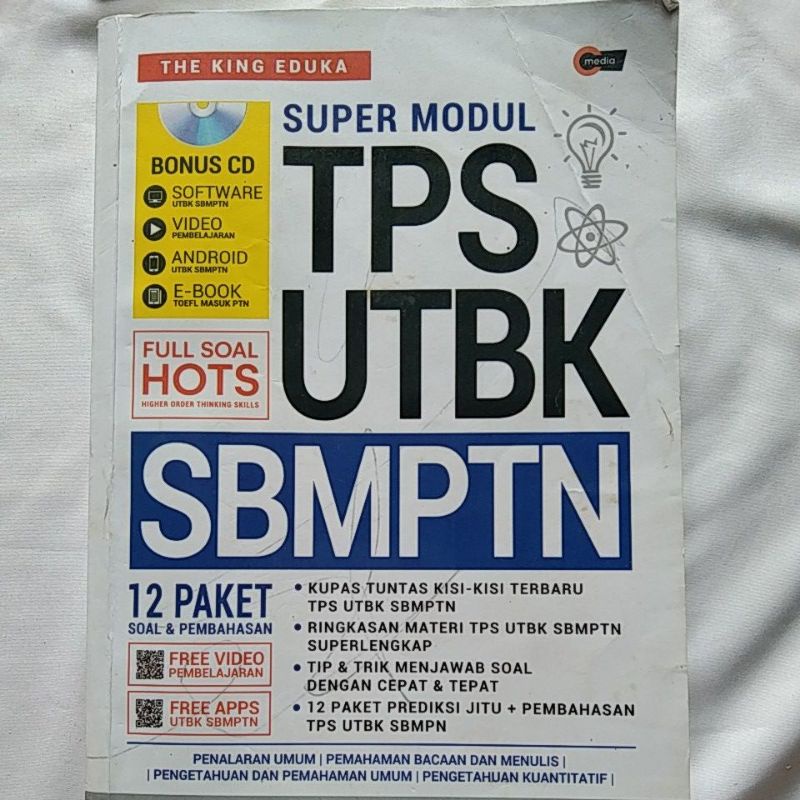 THE KING EDUKA
C media
SUPER MODUL
TPS
UTBK
SBMPTN
BONUS CD
SOFTWARE
UTBK SBMPTN
VIDEO
PEMBELAJARAN
ANDROID
UTBK SBMPTN
E-BOOK
TOEFL MASUK PTN
FULL SOAL
HOTS
HIGHER ORDER THINKING SKILLS
12 PAKET
SOAL & PEMBAHASAN
FREE VIDEO
PEMBELAJARAN
FREE APPS
UTBK SBMPTN
• KUPAS TUNTAS KISI-KISI TERBARU
TPS UTBK SBMPTN
• RINGKASAN MATERI TPS UTBK SBMPTN
SUPERLENGKAP
• TIP & TRIK MENJAWAB SOAL
DENGAN CEPAT & TEPAT
• 12 PAKET PREDIKSI JITU + PEMBAHASAN
TPS UTBK SBMPN
PENALARAN UMUM | PEMAHAMAN BACAAN DAN MENULIS |
| PENGETAHUAN DAN PEMAHAMAN UMUM | PENGETAHUAN KUANTITATIF |